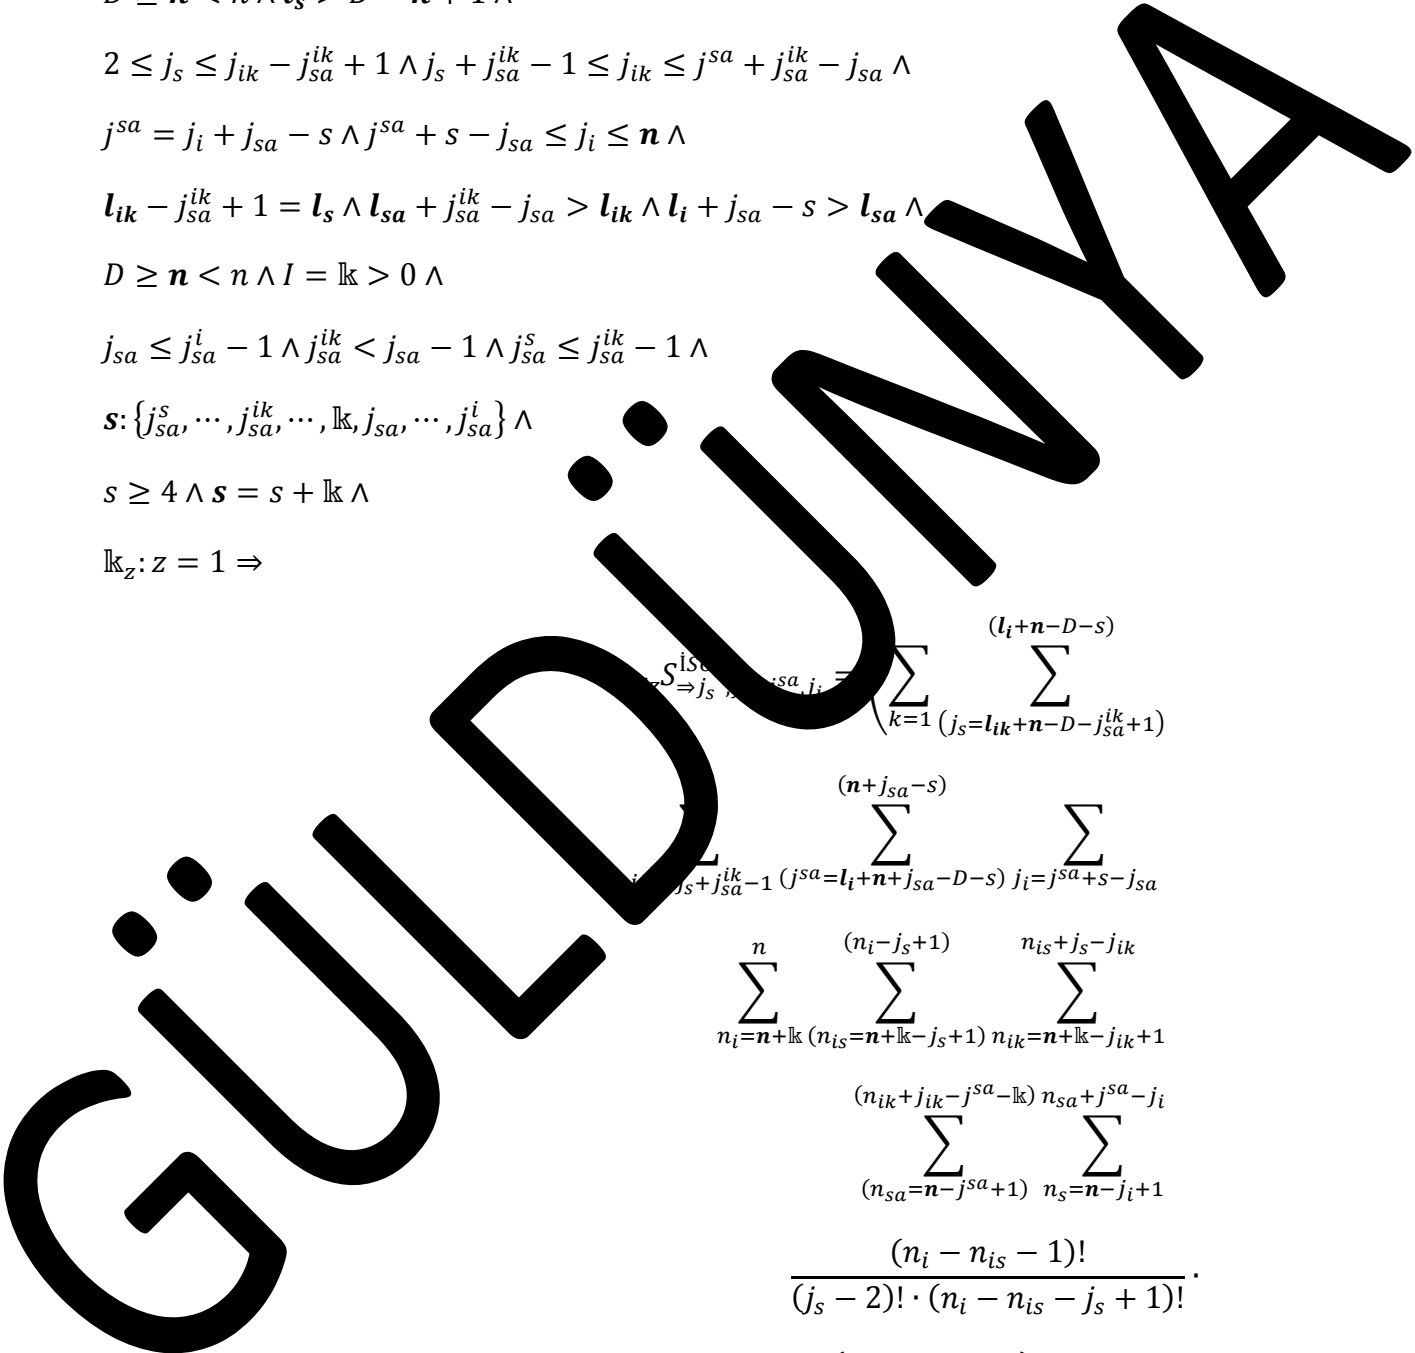 2 ≤ j_s ≤ j_{ik} − j_{sa}^{ik} + 1 ∧ j_s + j_{sa}^{ik} − 1 ≤ j_{ik} ≤ j^{sa} + j_{sa}^{ik} − j_{sa} ∧
j^{sa} = j_i + j_{sa} − s ∧ j^{sa} + s − j_{sa} ≤ j_i ≤ n ∧
l_{ik} − j_{sa}^{ik} + 1 = l_s ∧ l_{sa} + j_{sa}^{ik} − j_{sa} > l_{ik} ∧ l_i + j_{sa} − s > l_{sa} ∧
D ≥ n < n ∧ I = 𝕜 > 0 ∧
j_{sa} ≤ j_{sa}^i − 1 ∧ j_{sa}^{ik} < j_{sa} − 1 ∧ j_{sa}^s ≤ j_{sa}^{ik} − 1 ∧
s: {j_{sa}^s, ⋯, j_{sa}^{ik}, ⋯, 𝕜, j_{sa}, ⋯, j_{sa}^i} ∧
s ≥ 4 ∧ s = s + 𝕜 ∧
𝕜_z: z = 1 ⇒
∑_{k=1} ∑_{(j_s=l_{ik}+n−D−j_{sa}^{ik}+1)}^{(l_i+n−D−s)}
∑_{(j^{sa}=l_i+n+j_{sa}−D−s)}^{(n+j_{sa}−s)} ∑_{j_i=j^{sa}+s−j_{sa}}
∑_{n_i=n+𝕜}^{n} ∑_{(n_{is}=n+𝕜−j_s+1)}^{(n_i−j_s+1)} ∑_{n_{ik}=n+𝕜−j_{ik}+1}^{n_{is}+j_s−j_{ik}}
∑_{(n_{sa}=n−j^{sa}+1)}^{(n_{ik}+j_{ik}−j^{sa}−𝕜)} ∑_{n_s=n−j_i+1}^{n_{sa}+j^{sa}−j_i}
(n_i − n_{is} − 1)!
(j_s − 2)! · (n_i − n_{is} − j_s + 1)! ·
GÜLDÜNYA